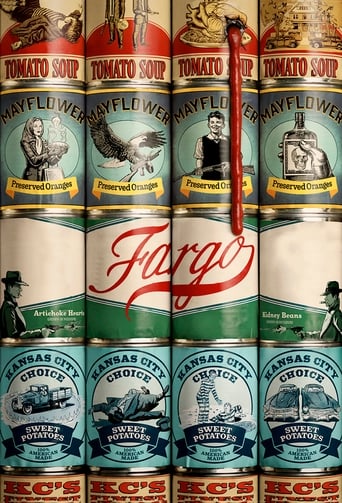 TOMATO SOUP TOMATO SOUP TOMATO SOUP TOMATO SOUP
MAYFLOWER MAYFLOWER MAYFLOWER MAYFLOWER
Preserved Oranges Preserved Oranges Preserved Oranges Preserved Oranges
Fargo
Artichoke Hearts Kidney Beans
KANSAS CITY KANSAS CITY KANSAS CITY KANSAS CITY
CHOICE CHOICE CHOICE CHOICE
SWEET SWEET SWEET SWEET
POTATOES POTATOES POTATOES POTATOES
100% 100% 100% 100%
AMERICAN AMERICAN AMERICAN AMERICAN
MADE MADE MADE MADE
KC'S KC'S KC'S KC'S